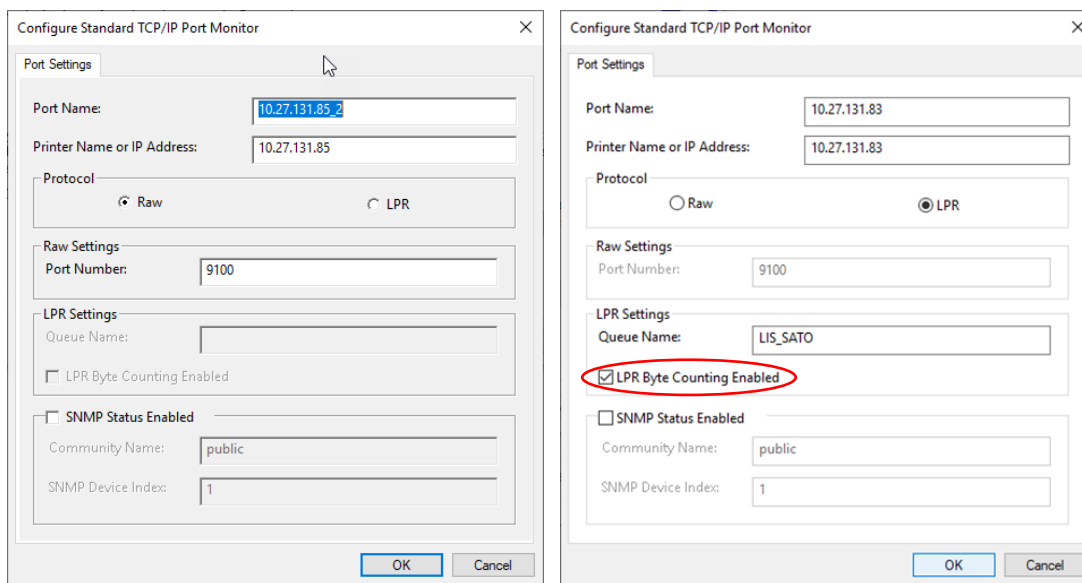 Configure Standard TCP/IP Port Monitor
Port Settings
Port Name: 10.27.131.85_2
Printer Name or IP Address: 10.27.131.85
Protocol
Raw LPR
Raw Settings
Port Number: 9100
LPR Settings
Queue Name:
LPR Byte Counting Enabled
SNMP Status Enabled
Community Name: public
SNMP Device Index: 1
OK Cancel
Configure Standard TCP/IP Port Monitor
Port Settings
Port Name: 10.27.131.83
Printer Name or IP Address: 10.27.131.83
Protocol
Raw LPR
Raw Settings
Port Number: 9100
LPR Settings
Queue Name: LIS_SATO
LPR Byte Counting Enabled
SNMP Status Enabled
Community Name: public
SNMP Device Index: 1
OK Cancel